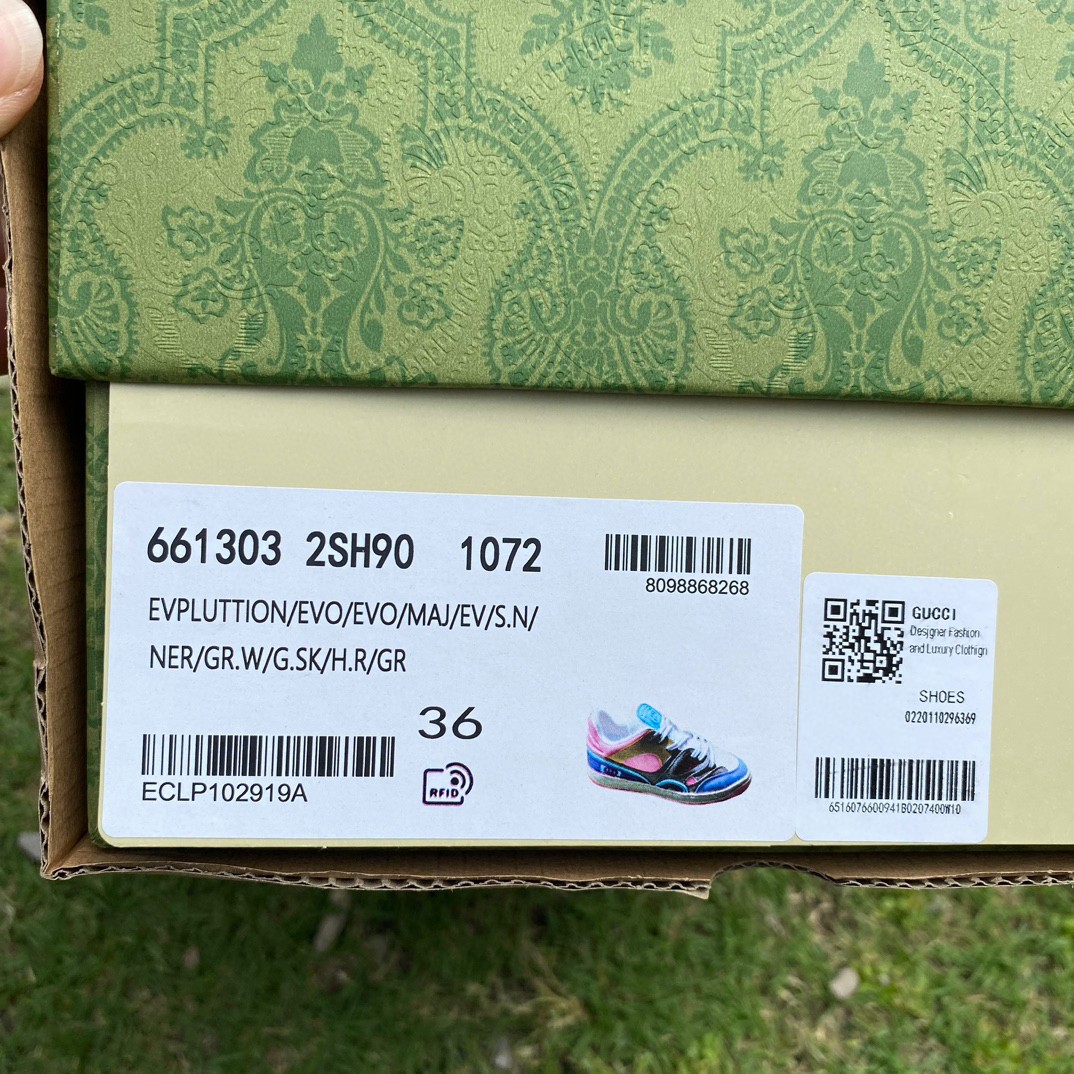 661303 2SH90 1072
8098868268
EVPLUTTION/EVO/EVO/MAJ/EV/S.N/
NER/GR.W/G.SK/H.R/GR
36
RFID
ECLP102919A
GUCCI
Designer Fashion
and Luxury Clothign
SHOES
0220110296369